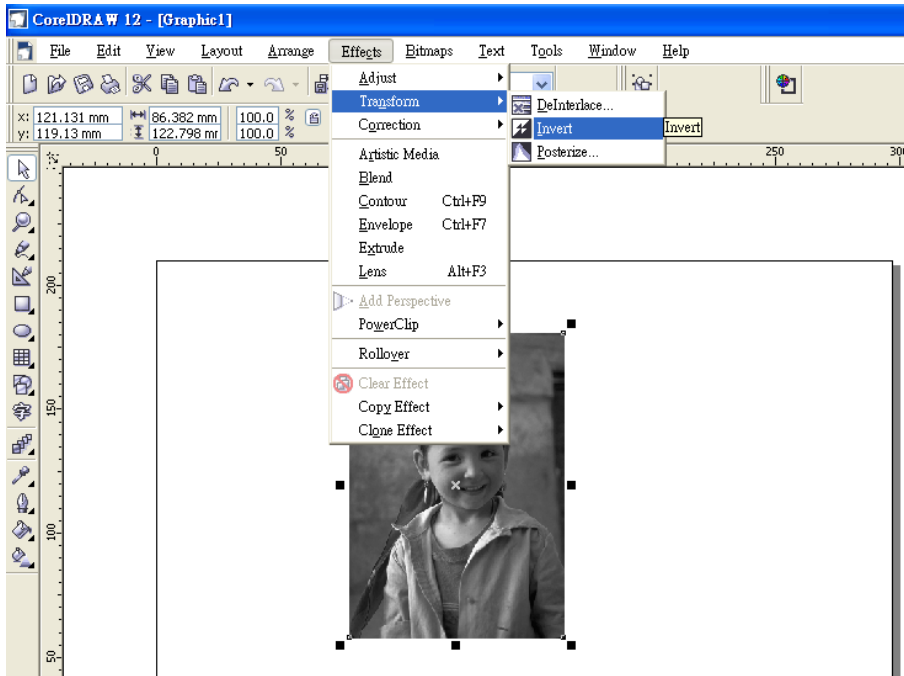 CorelDRAW 12 - [Graphic1]
File Edit View Layout Arrange Effects Bitmaps Text Tools Window Help
x: 121.131 mm 86.382 mm 100.0 %
y: 119.13 mm 122.798 mr 100.0 %
Adjust
Transform
Correction
Artistic Media
Blend
Contour Ctrl+F9
Envelope Ctrl+F7
Extrude
Lens Alt+F3
Add Perspective
PowerClip
Rollover
Clear Effect
Copy Effect
Clone Effect
DeInterlace...
Invert
Invert
Posterize...
0 50 250 300
200
150
100
50
字